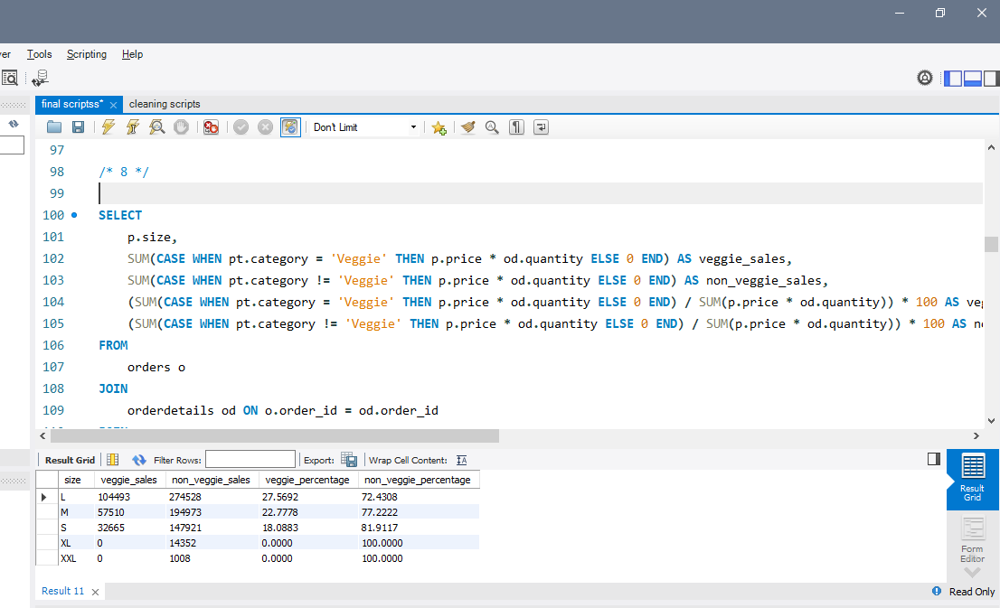 Tools Scripting Help
final scriptss* cleaning scripts
Don't Limit
97
98 /* 8 */
99
100 SELECT
101 p.size,
102 SUM(CASE WHEN pt.category = 'Veggie' THEN p.price * od.quantity ELSE 0 END) AS veggie_sales,
103 SUM(CASE WHEN pt.category != 'Veggie' THEN p.price * od.quantity ELSE 0 END) AS non_veggie_sales,
104 (SUM(CASE WHEN pt.category = 'Veggie' THEN p.price * od.quantity ELSE 0 END) / SUM(p.price * od.quantity)) * 100 AS
105 (SUM(CASE WHEN pt.category != 'Veggie' THEN p.price * od.quantity ELSE 0 END) / SUM(p.price * od.quantity)) * 100 AS
106 FROM
107 orders o
108 JOIN
109 orderdetails od ON o.order_id = od.order_id
Result Grid Filter Rows: Export: Wrap Cell Content:
size veggie_sales non_veggie_sales veggie_percentage non_veggie_percentage
L 104493 274528 27.5692 72.4308
M 57510 194973 22.7778 77.2222
S 32665 147921 18.0883 81.9117
XL 0 14352 0.0000 100.0000
XXL 0 1008 0.0000 100.0000
Result
Grid
Form
Editor
Result 11 Read Only